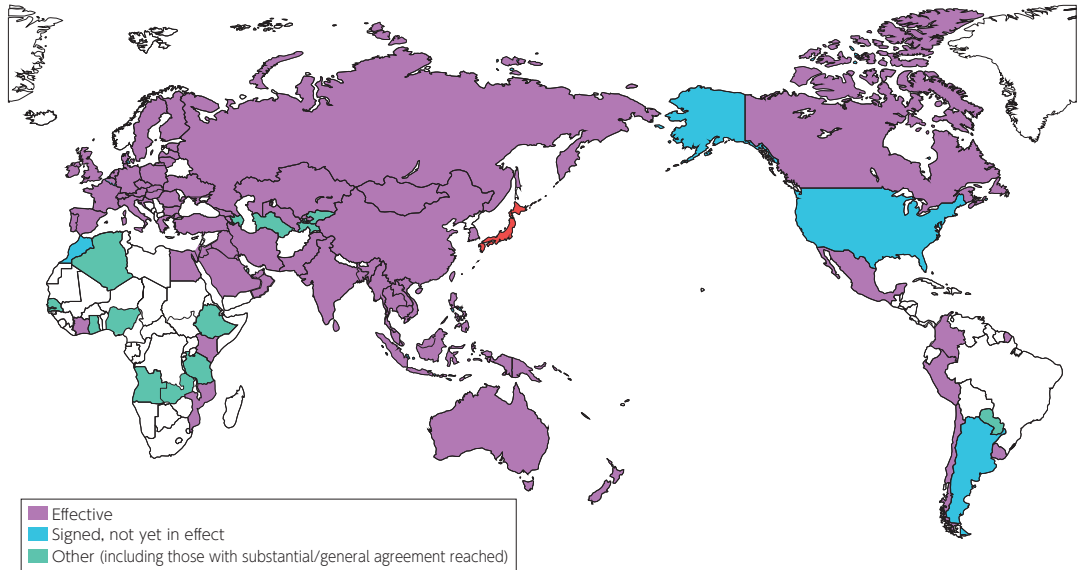 Effective
Signed, not yet in effect
Other (including those with substantial/general agreement reached)